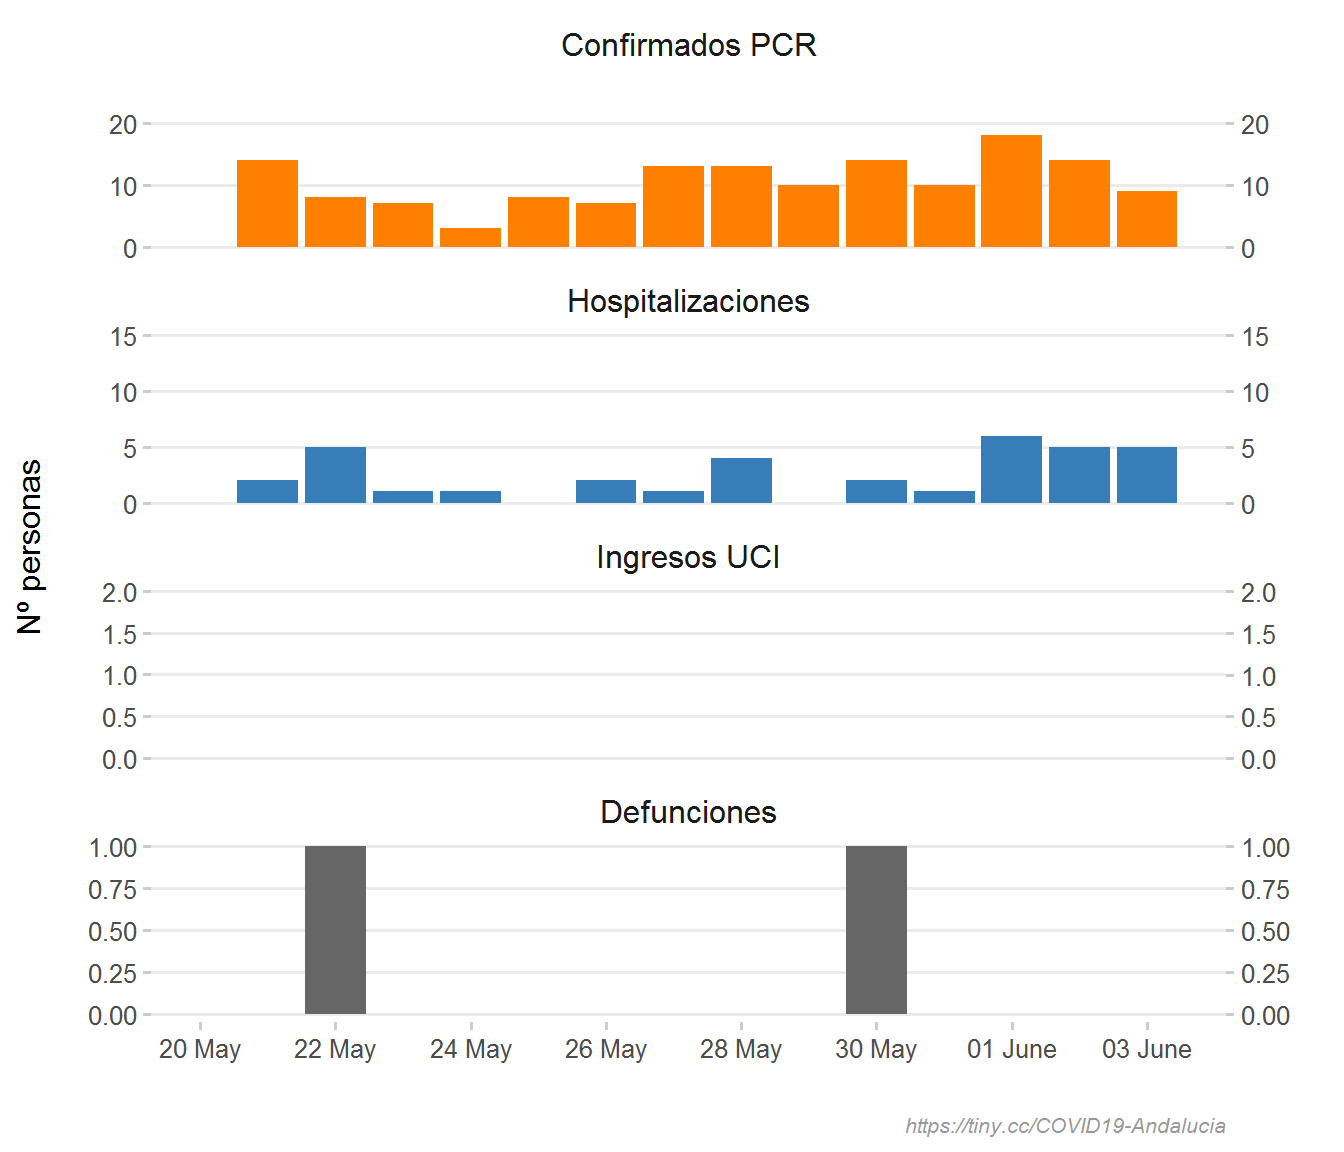 Confirmados PCR
20 20
10 10
0 0
Hospitalizaciones
15 15
10 10
5 5
0 0
Nº personas
Ingresos UCI
2.0 2.0
1.5 1.5
1.0 1.0
0.5 0.5
0.0 0.0
Defunciones
1.00 1.00
0.75 0.75
0.50 0.50
0.25 0.25
0.00 0.00
20 May 22 May 24 May 26 May 28 May 30 May 01 June 03 June
https://tiny.cc/COVID19-Andalucia